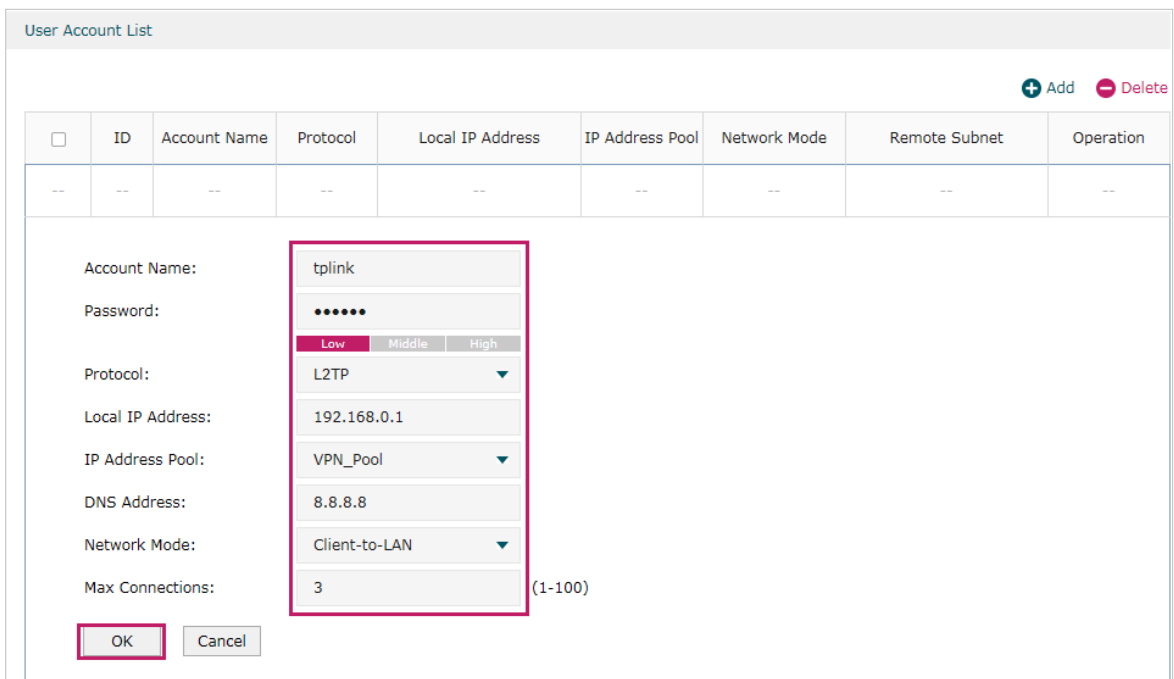 User Account List
Add Delete
ID Account Name Protocol Local IP Address IP Address Pool Network Mode Remote Subnet Operation
-- -- -- -- -- -- -- -- --
Account Name: tplink
Password: ••••••
Low Middle High
Protocol: L2TP
Local IP Address: 192.168.0.1
IP Address Pool: VPN_Pool
DNS Address: 8.8.8.8
Network Mode: Client-to-LAN
Max Connections: 3 (1-100)
OK Cancel